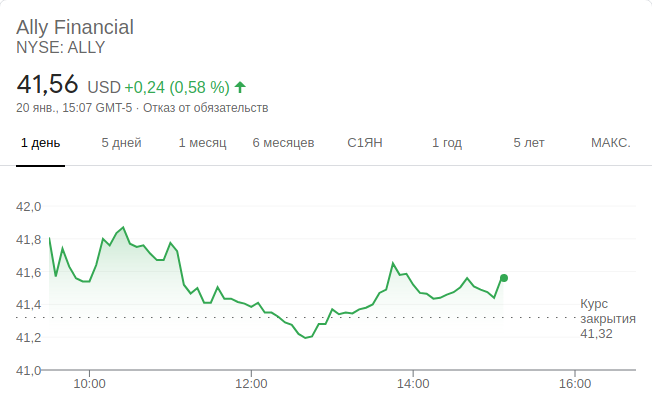 Ally Financial
NYSE: ALLY
41,56 USD +0,24 (0,58 %)
20 янв., 15:07 GMT-5 · Отказ от обязательств
1 день 5 дней 1 месяц 6 месяцев С1ЯН 1 год 5 лет МАКС.
42,0
41,8
41,6
41,4
41,2
41,0
Курс
закрытия
41,32
10:00 12:00 14:00 16:00